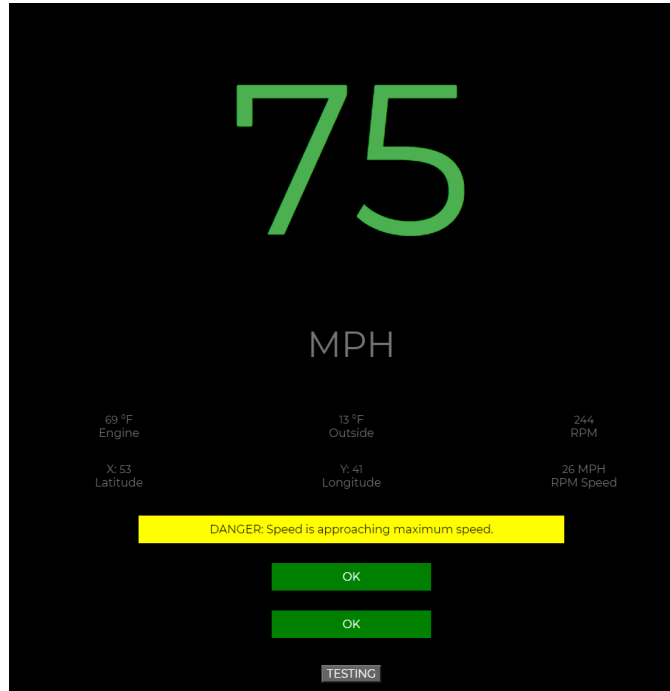 75
MPH
69 °F
Engine
13 °F
Outside
244
RPM
X: 53
Latitude
Y: 41
Longitude
26 MPH
RPM Speed
DANGER: Speed is approaching maximum speed.
OK
OK
TESTING